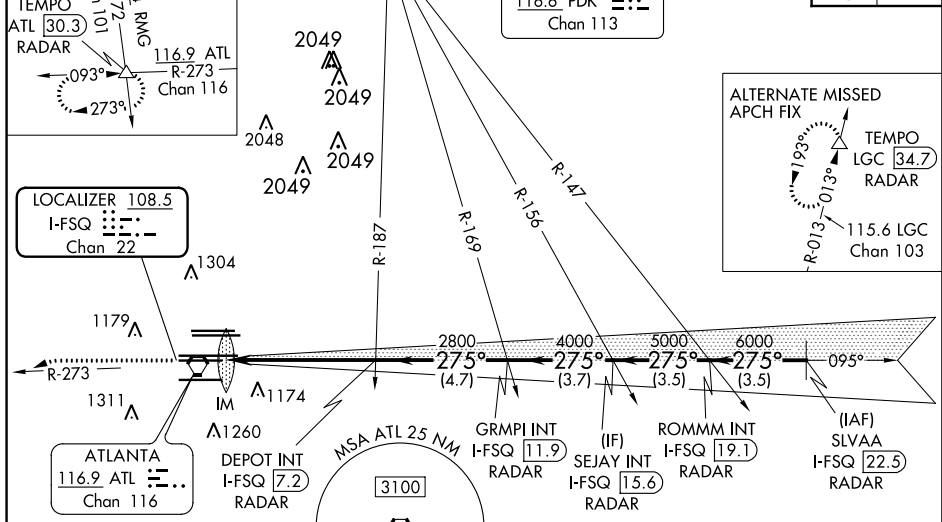 TEMPO
ATL 30.3
RADAR
72
RMG
101
116.9 ATL
R-273
Chan 116
093°
273°
116.6 PDK
Chan 113
2049
2049
2048
2049
2049
ALTERNATE MISSED
APCH FIX
TEMPO
LGC 34.7
RADAR
193°
013°
R-013
115.6 LGC
Chan 103
LOCALIZER 108.5
I-FSQ
Chan 22
R-187
R-169
R-156
R-147
1304
1179
R-273
1311
IM
1174
1260
2800
275°
(4.7)
4000
275°
(3.7)
5000
275°
(3.5)
6000
275°
(3.5)
095°
ATLANTA
116.9 ATL
Chan 116
DEPOT INT
I-FSQ 7.2
RADAR
MSA ATL 25 NM
3100
GRMPI INT
I-FSQ 11.9
RADAR
(IF)
SEJAY INT
I-FSQ 15.6
RADAR
ROMMM INT
I-FSQ 19.1
RADAR
(IAF)
SLVAA
I-FSQ 22.5
RADAR